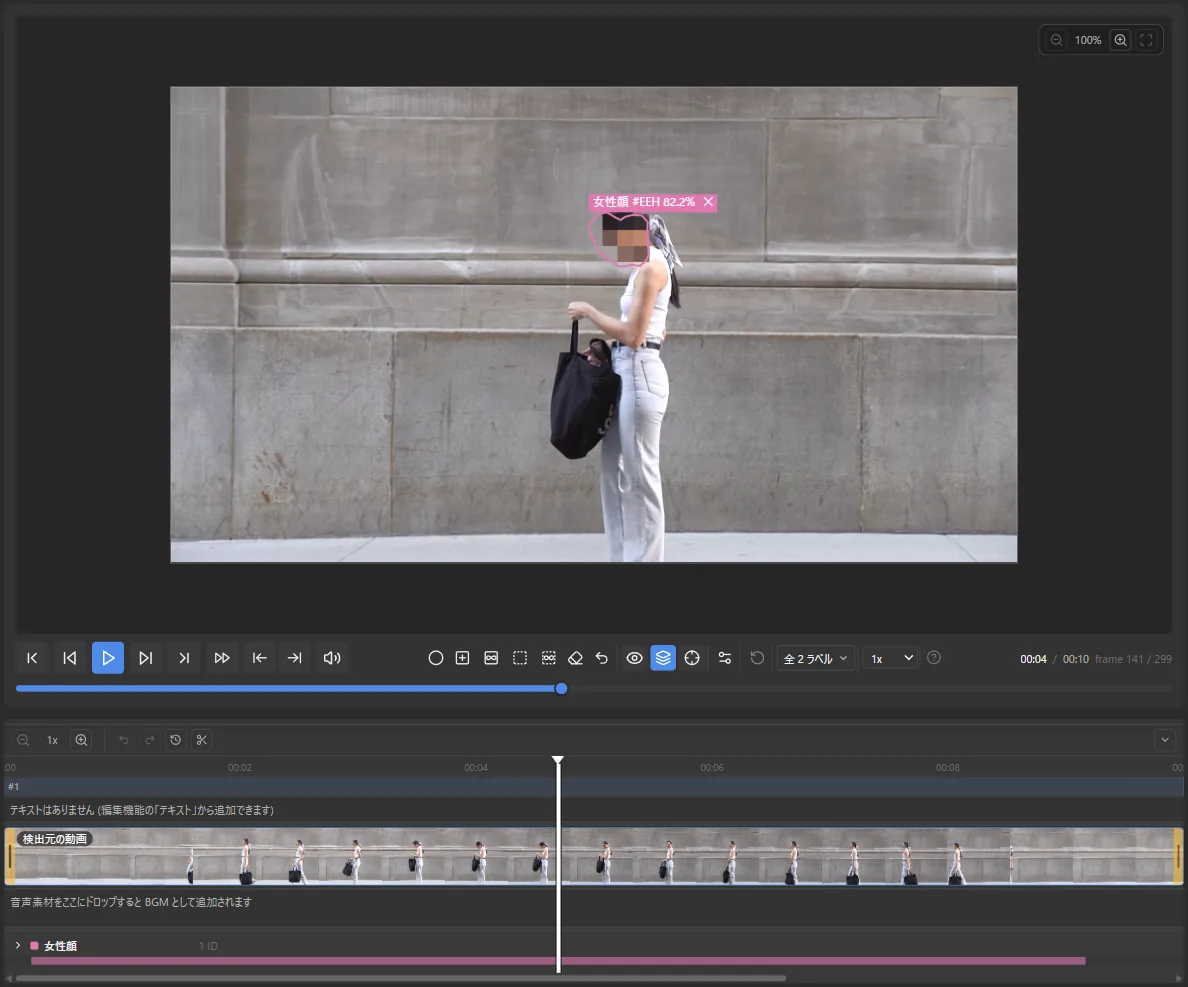 100%
女性顔 #EEH 82.2%
全 2 ラベル
1x
00:04 / 00:10 frame 141 / 299
1x
:00 00:02 00:04 00:06 00:08 00
#1
テキストはありません (編集機能の「テキスト」から追加できます)
検出元の動画
音声素材をここにドロップすると BGM として追加されます
女性顔 1 ID